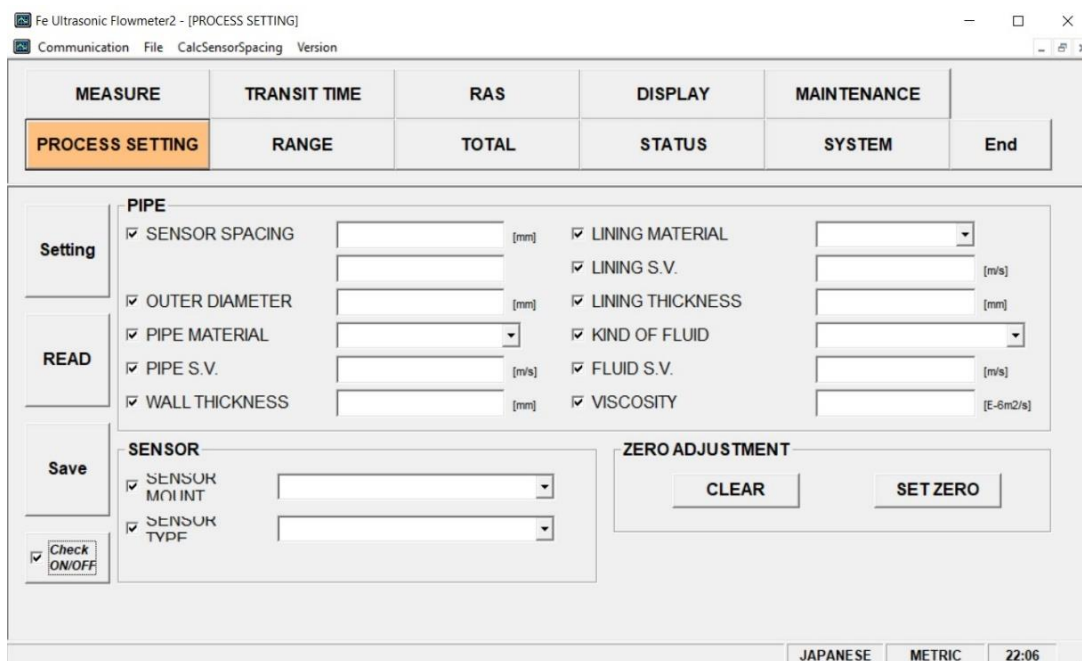 Fe Ultrasonic Flowmeter2 - [PROCESS SETTING]
Communication File CalcSensorSpacing Version
MEASURE TRANSIT TIME RAS DISPLAY MAINTENANCE
PROCESS SETTING RANGE TOTAL STATUS SYSTEM End
Setting
READ
Save
Check
ON/OFF
PIPE
SENSOR SPACING [mm]
OUTER DIAMETER [mm]
PIPE MATERIAL
PIPE S.V. [m/s]
WALL THICKNESS [mm]
LINING MATERIAL
LINING S.V. [m/s]
LINING THICKNESS [mm]
KIND OF FLUID
FLUID S.V. [m/s]
VISCOSITY [E-6m2/s]
SENSOR
SENSOR
MOUNT
SENSOR
TYPE
ZERO ADJUSTMENT
CLEAR SET ZERO
JAPANESE METRIC 22:06